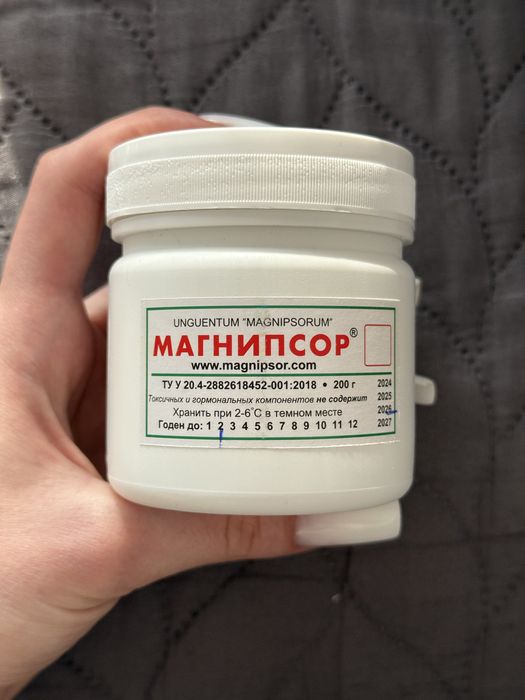 UNGUENTUM "MAGNIPSORUM"
МАГНИПСОР®
www.magnipsor.com
ТУ У 20.4-2882618452-001:2018 • 200 г
Токсичных и гормональных компонентов не содержит
Хранить при 2-6°С в темном месте
Годен до: 1 2 3 4 5 6 7 8 9 10 11 12
2024
2025
2026
2027